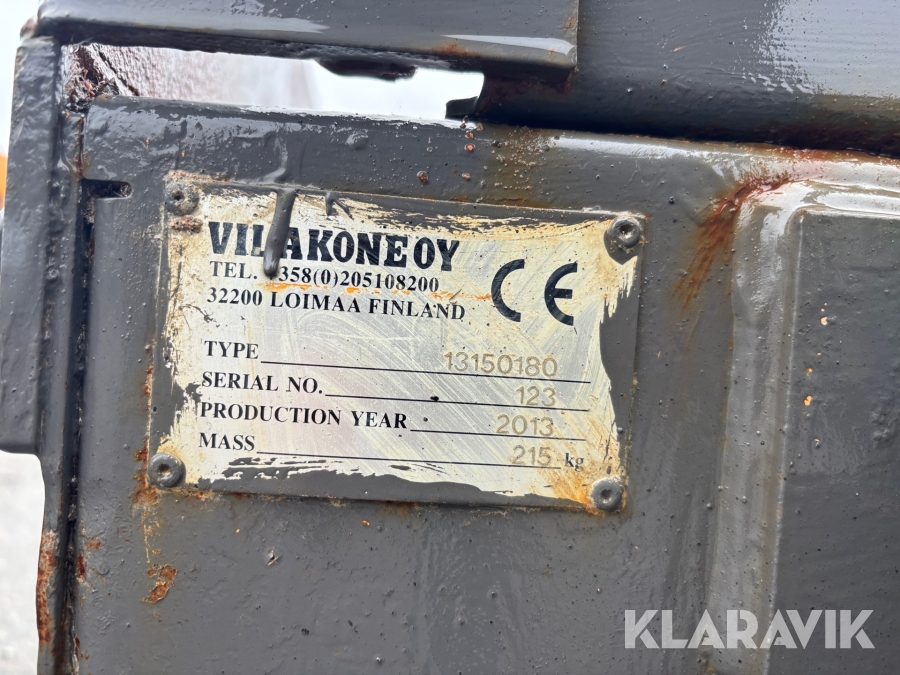 VILAKONE OY
TEL. 358(0)205108200
32200 LOIMAA FINLAND
CE
TYPE 13150180
SERIAL NO. 123
PRODUCTION YEAR 2013
MASS 215 kg
KLARAVIK